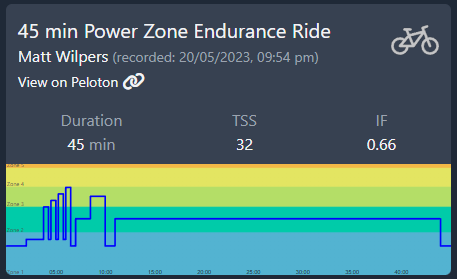 45 min Power Zone Endurance Ride
Matt Wilpers (recorded: 20/05/2023, 09:54 pm)
View on Peloton
Duration TSS IF
45 min 32 0.66
Zone 5
Zone 4
Zone 3
Zone 2
Zone 1
05:00 10:00 15:00 20:00 25:00 30:00 35:00 40:00